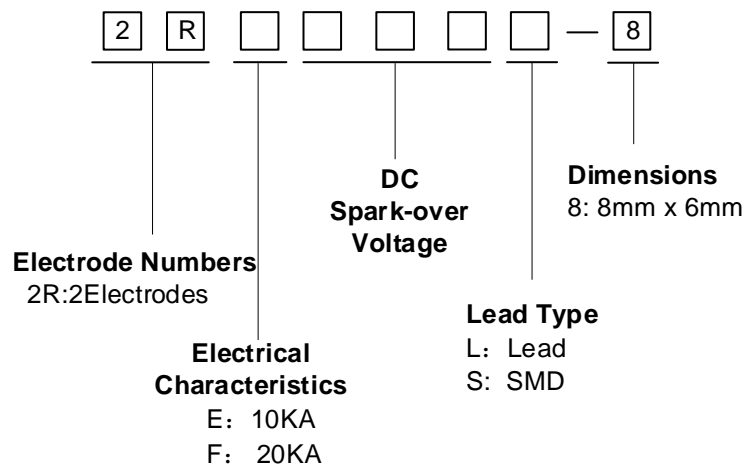 2 R □ □ □ □ □ — 8
DC
Spark-over
Voltage
Dimensions
8: 8mm x 6mm
Electrode Numbers
2R:2Electrodes
Lead Type
L：Lead
S: SMD
Electrical
Characteristics
E：10KA
F：20KA